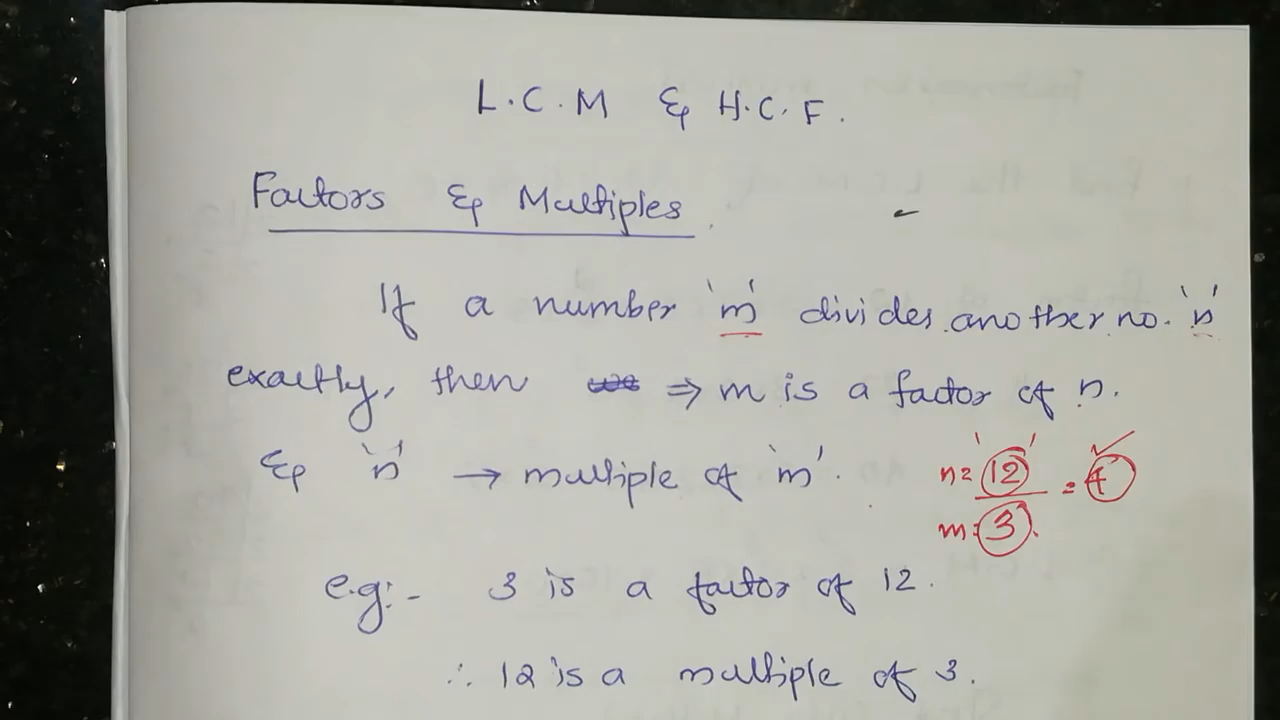 L.C.M & H.C.F.
Factors & Multiples
If a number 'm' divides another no. 'n'
exactly, then ⇒ m is a factor of n.
& 'n' → multiple of 'm'.
n = '12' = 4
m = 3.
e.g:- 3 is a factor of 12.
∴ 12 is a multiple of 3.